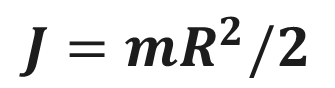 J = mR²/2